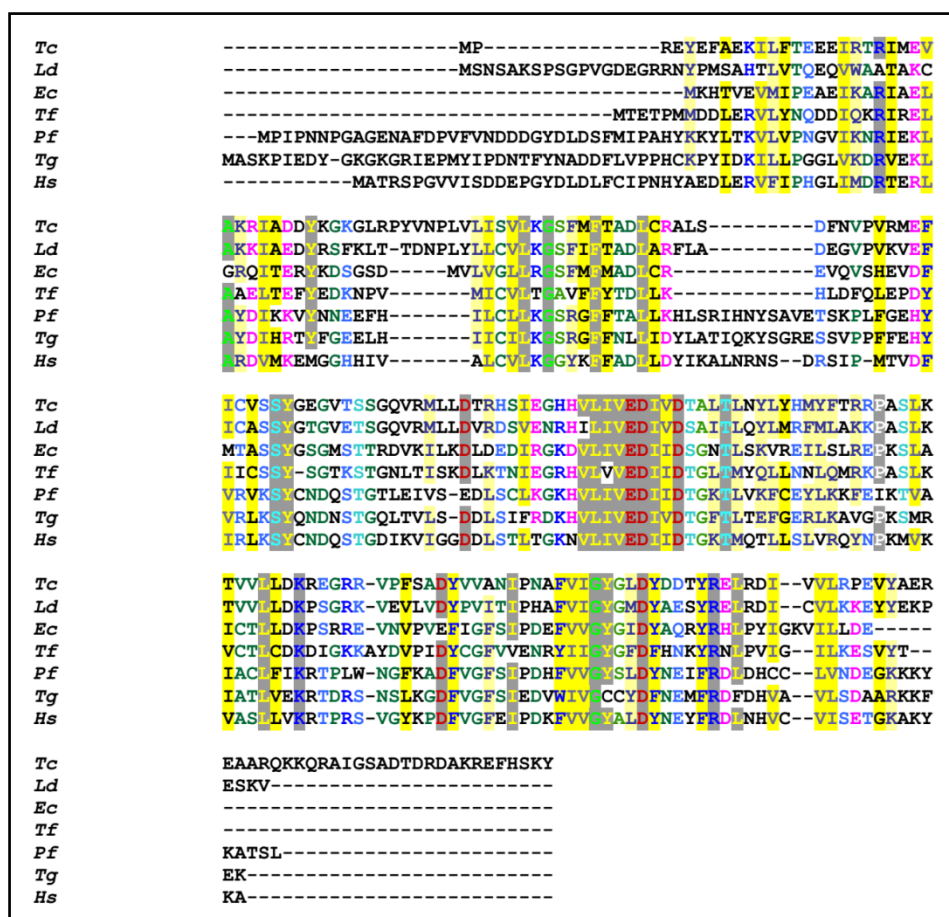 Tc ------------------------MP---------------REYEFAEKILFTEEEIRTRIMEV
Ld ------------------------MSNSAKSPSGPVGDEGRRNYPMSAHTLVTQEQVWAATAKC
Ec -----------------------------------------------MKHTVEVMIPEAEIKARIAEL
Tf ----------------------------------------MTETPMMDDLERVLYNQDDIQKRIREL
Pf ---MPIPNNPGAGENAFDPVFVNDDDGYDLDSFMIPAHYKKYLTKVLVPNGVIKNRIEKL
Tg MASKPIEDY-GKGKGRIEPMYIPDNTFYNADDFLVPPHCKPYIDKILLPGGLVKDRVEKL
Hs -------------MATRSPGVVISDDEPGYDLDLFCIPNHYAEDLERVFIPHGLIMDRTERL
Tc AKRIADDYKGKGLRPYVNPLVLISVLKGSFMFTADLCRALS-----------DFNVPVRMEF
Ld AKKIAEDYRSFKLT-TDNPLYLLCVLKGSFIFTADLARFLA-----------DEGVPVKVEF
Ec GRQITERYKDSGSD------MVLVGLLRGSFMFMADLCR-------------EVQVSHEVDF
Tf AAELTEFYEDKNPV------MICVLTGAVFFYTDLLK------------HLDFQLEPDY
Pf AYDIKKVYNNEEFH------ILCLLKGSRGFFTALLKHLSRIHNYSAVETSKPLFGEHY
Tg AYDIHRTYFGEELH------IICILKGSRGFFNLLIDYLATIQKYSGRESSVPPFFEHY
Hs ARDVMKEMGGHHIV------ALCVLKGGYKFFADLLDYIKALNRNS--DRSIP-MTVDF
Tc ICVSSYGEGVTSSGQVRMLLDTRHSIEGHHVLIVEDIVDTALTLNYLYHMYFTRRPASLK
Ld ICASSYGTGVETSGQVRMLLDVRDSVENRHILIVEDIVDSAITLQYLMRFMLAKKPASLK
Ec MTASSYGSGMSTTRDVKILKDLDEDIRGKDVLIVEDIIDSGNTLSKVREILSLREPKSLA
Tf IICSSY-SGTKSTGNLTISKDLKTNIEGRHVLVVEDIIDTGLTMYQLLNNLQMRKPASLK
Pf VRVKSYCNDQSTGTLEIVS-EDLSCLKGKHVLIVEDIIDTGKTLVKFCEYLKKFEIKTVA
Tg VRLKSYQNDNSTGQLTVLS-DDLSIFRDKHVLIVEDIVDTGFTLTEFGERLKAVGPKSMR
Hs IRLKSYCNDQSTGDIKVIGGDDLSTLTGKNVLIVEDIIDTGKTMQTLLSLVRQYNPKMVK
Tc TVVLLDKREGRR-VPFSADYVVANIPNAFVIGYGLDYDDTYRELRDI--VVLRPEVYAER
Ld TVVLLDKPSGRK-VEVLVDYPVITIPHAFVIGYGMDYAESYRELRDI--CVLKKEYYEKP
Ec ICTLLDKPSRRE-VNVPVEFIGFSIPDEFVVGYGIDYAQRYRHLPYIGKVILLDE-----
Tf VCTLCDKDIGKKAYDVPIDYCGFVVENRYIIGYGFDFHNKYRNLPVIG--ILKESVYT--
Pf IACLFIKRTPLW-NGFKADFVGFSIPDHFVVGYSLDYNEIFRDLDHCC--LVNDEGKKKY
Tg IATLVEKRTDRS-NSLKGDFVGFSIEDVWIVGCCYDFNEMFRDFDHVA--VLSDAARKKF
Hs VASLLVKRTPRS-VGYKPDFVGFEIPDKFVVGYALDYNEYFRDLNHVC--VISETGKAKY
Tc EAARQKKQRAIGSADTDRDAKREFHSKY
Ld ESKV------------------------
Ec ----------------------------
Tf ----------------------------
Pf KATSL-----------------------
Tg EK--------------------------
Hs KA--------------------------